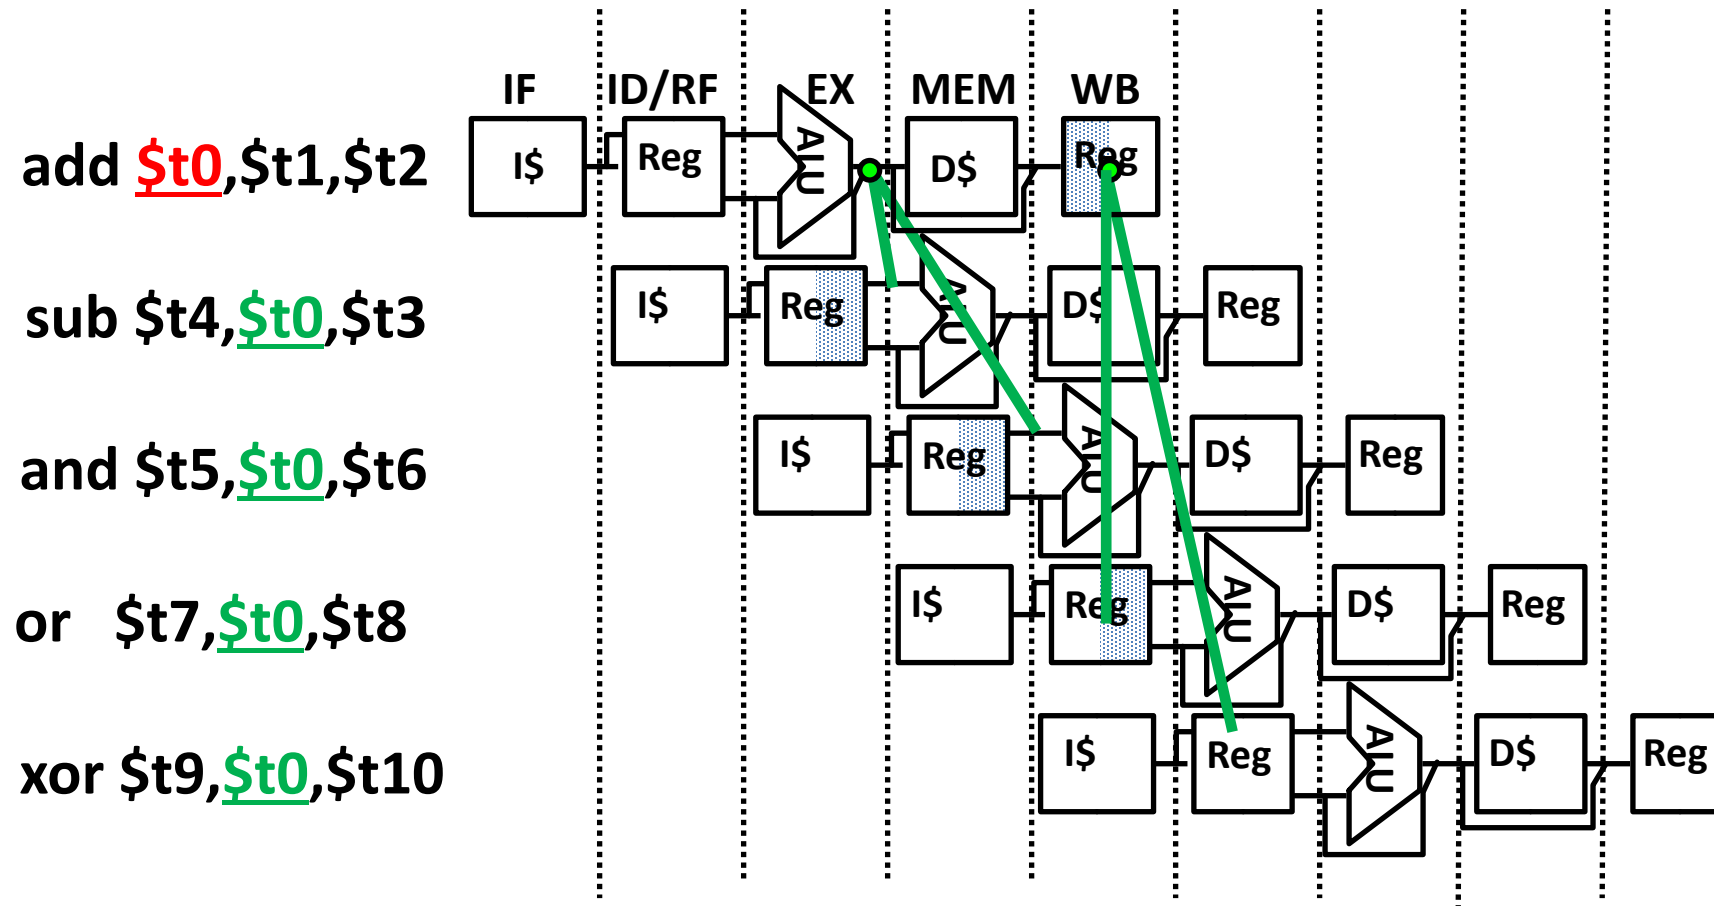 IF ID/RF EX MEM WB
add $t0,$t1,$t2 I$ Reg ALU D$ Reg
sub $t4,$t0,$t3 I$ Reg ALU D$ Reg
and $t5,$t0,$t6 I$ Reg ALU D$ Reg
or $t7,$t0,$t8 I$ Reg ALU D$ Reg
xor $t9,$t0,$t10 I$ Reg ALU D$ Reg